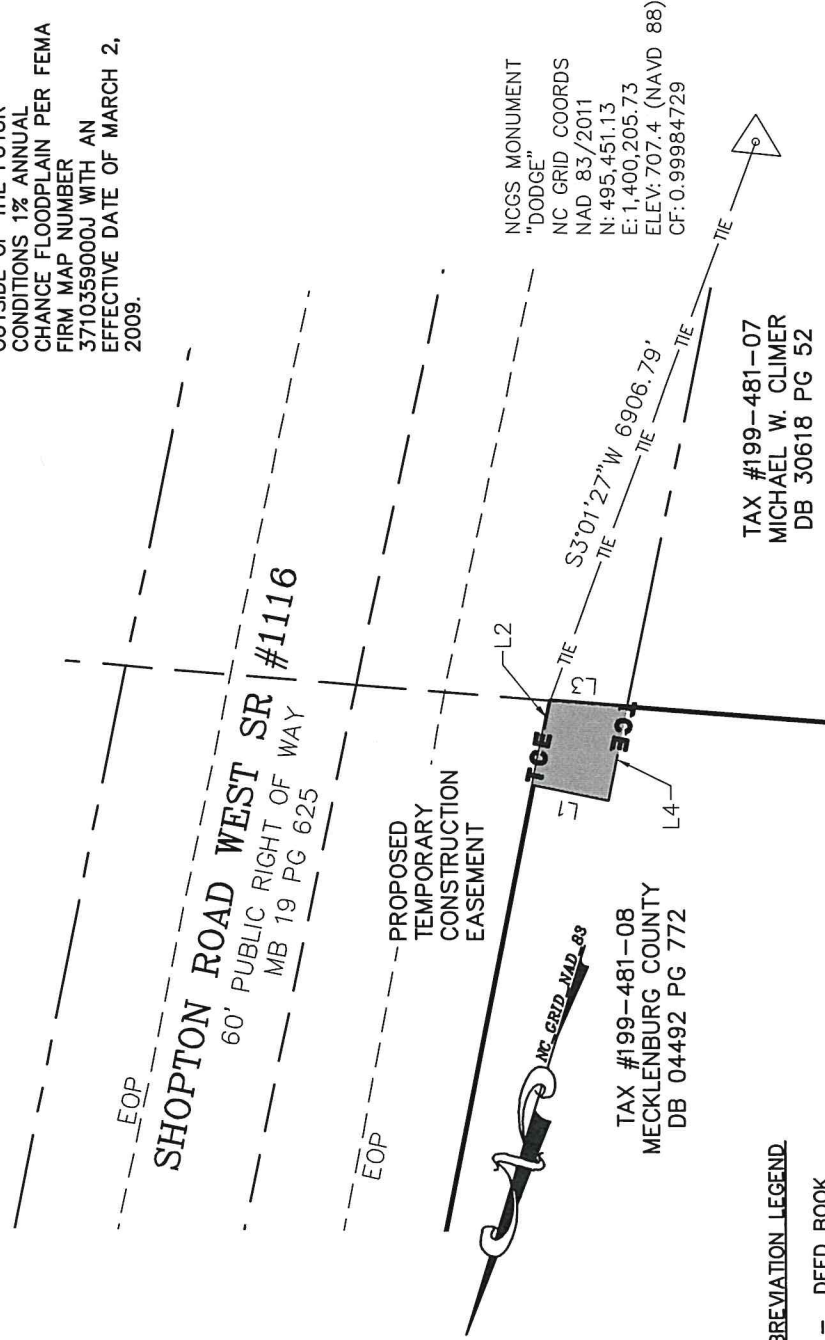 OUTSIDE OF THE FUTURE
CONDITIONS 1% ANNUAL
CHANCE FLOODPLAIN PER FEMA
FIRM MAP NUMBER
3710359000J WITH AN
EFFECTIVE DATE OF MARCH 2,
2009.
NCGS MONUMENT
"DODGE"
NC GRID COORDS
NAD 83/2011
N: 495,451.13
E: 1,400,205.73
ELEV: 707.4 (NAVD 88)
CF: 0.99984729
EOP
SHOPTON ROAD WEST SR #1116
60' PUBLIC RIGHT OF WAY
MB 19 PG 625
EOP
PROPOSED
TEMPORARY
CONSTRUCTION
EASEMENT
L2
TCE
L1
L3
TCE
L4
S3°01'27"W 6906.79'
TIE
TIE
TIE
TIE
TIE
TIE
NC GRID NAD 83
TAX #199-481-08
MECKLENBURG COUNTY
DB 04492 PG 772
TAX #199-481-07
MICHAEL W. CLIMER
DB 30618 PG 52
BREVIATION LEGEND
- DEED BOOK